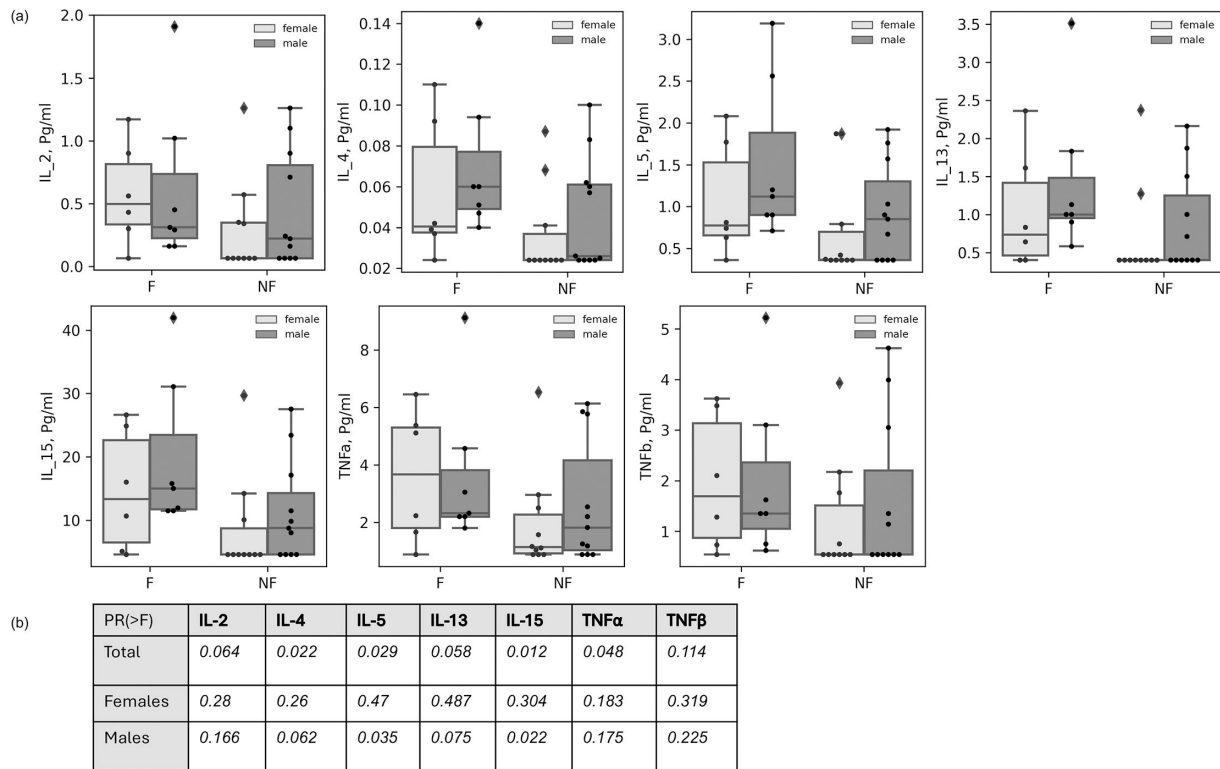 (a)
2.0
1.5
1.0
0.5
0.0
IL_2, Pg/ml
female
male
F
NF
0.14
0.12
0.10
0.08
0.06
0.04
0.02
IL_4, Pg/ml
female
male
F
NF
3.0
2.5
2.0
1.5
1.0
0.5
IL_5, Pg/ml
female
male
F
NF
3.5
3.0
2.5
2.0
1.5
1.0
0.5
IL_13, Pg/ml
female
male
F
NF
40
30
20
10
IL_15, Pg/ml
female
male
F
NF
8
6
4
2
TNFa, Pg/ml
female
male
F
NF
5
4
3
2
1
TNFb, Pg/ml
female
male
F
NF
(b)
PR(>F) IL-2 IL-4 IL-5 IL-13 IL-15 TNFα TNFβ
Total 0.064 0.022 0.029 0.058 0.012 0.048 0.114
Females 0.28 0.26 0.47 0.487 0.304 0.183 0.319
Males 0.166 0.062 0.035 0.075 0.022 0.175 0.225